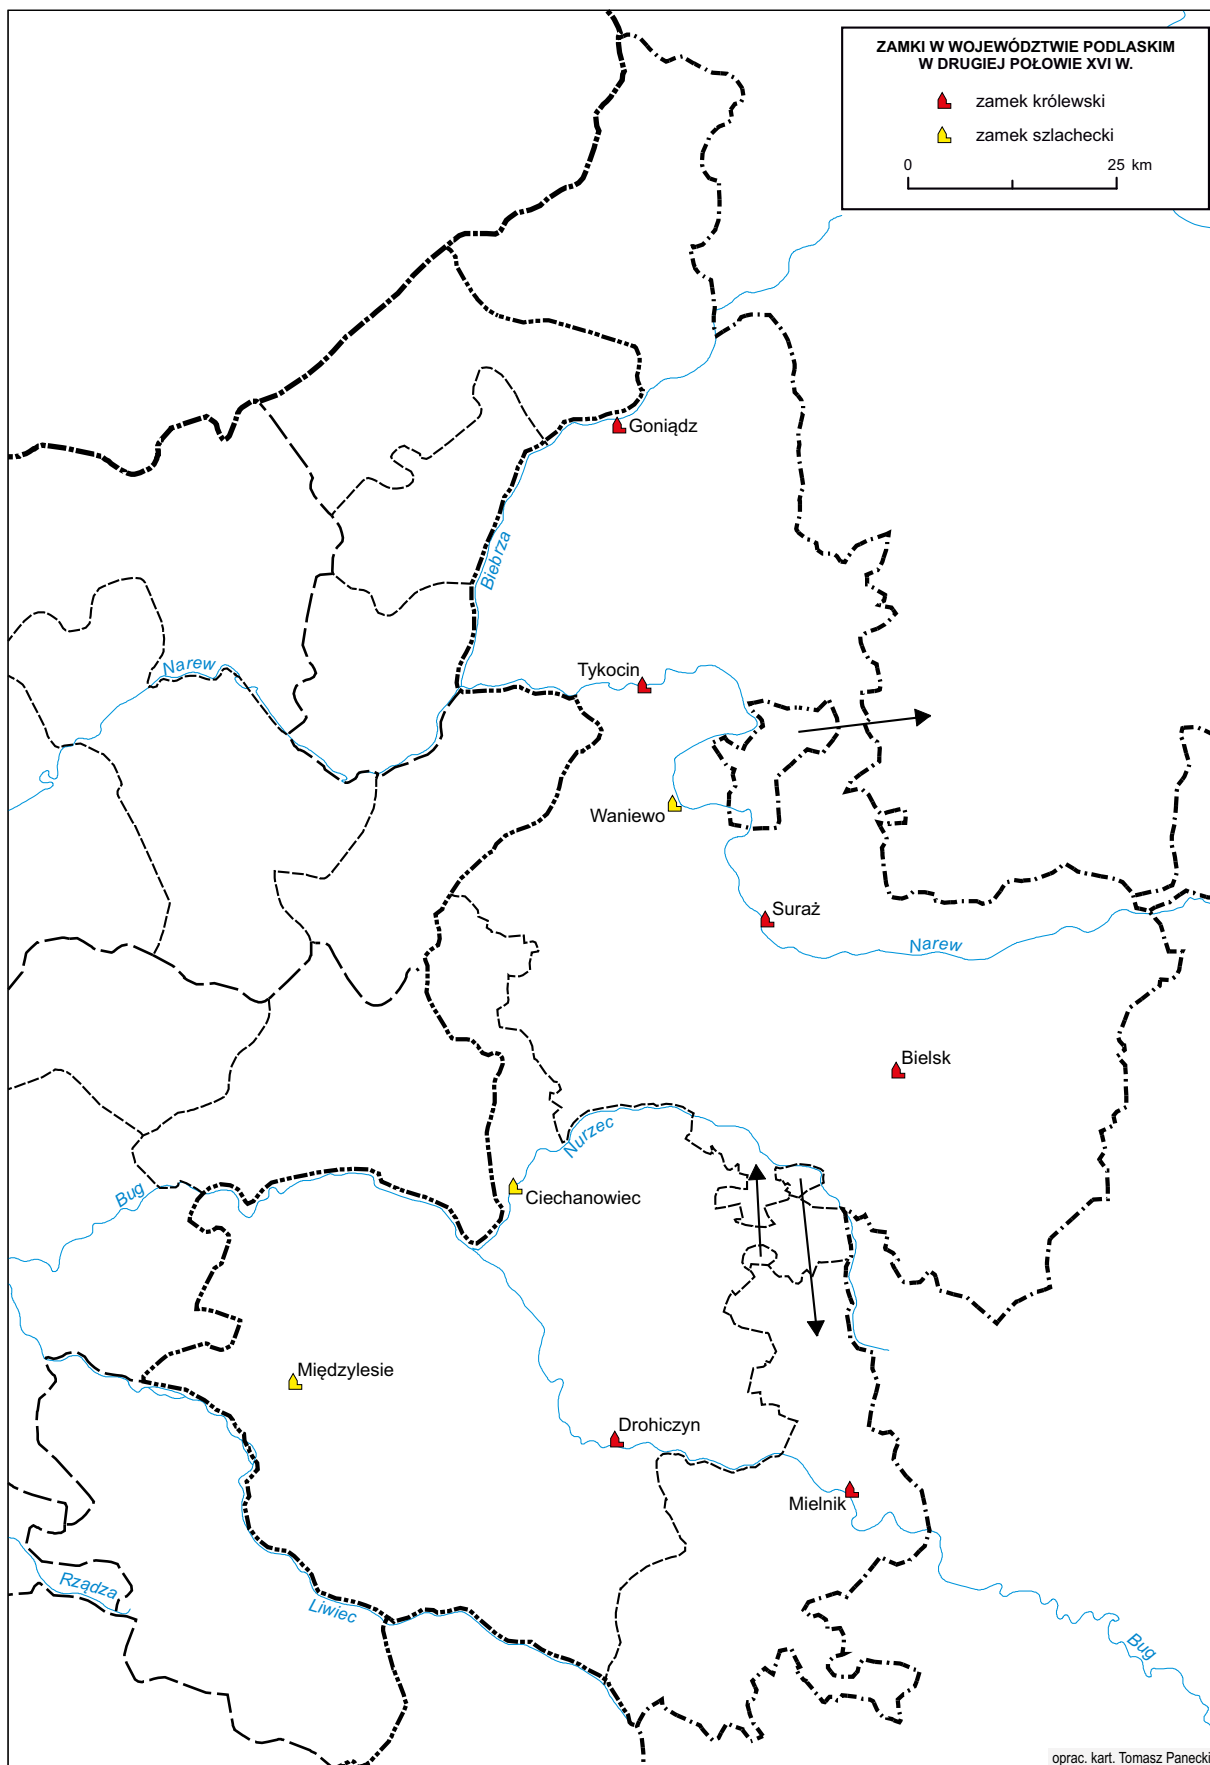 ZAMKI W WOJEWÓDZTWIE PODLASKIM
W DRUGIEJ POŁOWIE XVI W.
zamek królewski
zamek szlachecki
0 25 km
Goniądz
Biebrza
Narew
Tykocin
Waniewo
Suraż
Narew
Bielsk
Nurzec
Bug
Ciechanowiec
Międzylesie
Drohiczyn
Mielnik
Rządza
Liwiec
Bug
oprac. kart. Tomasz Panecki